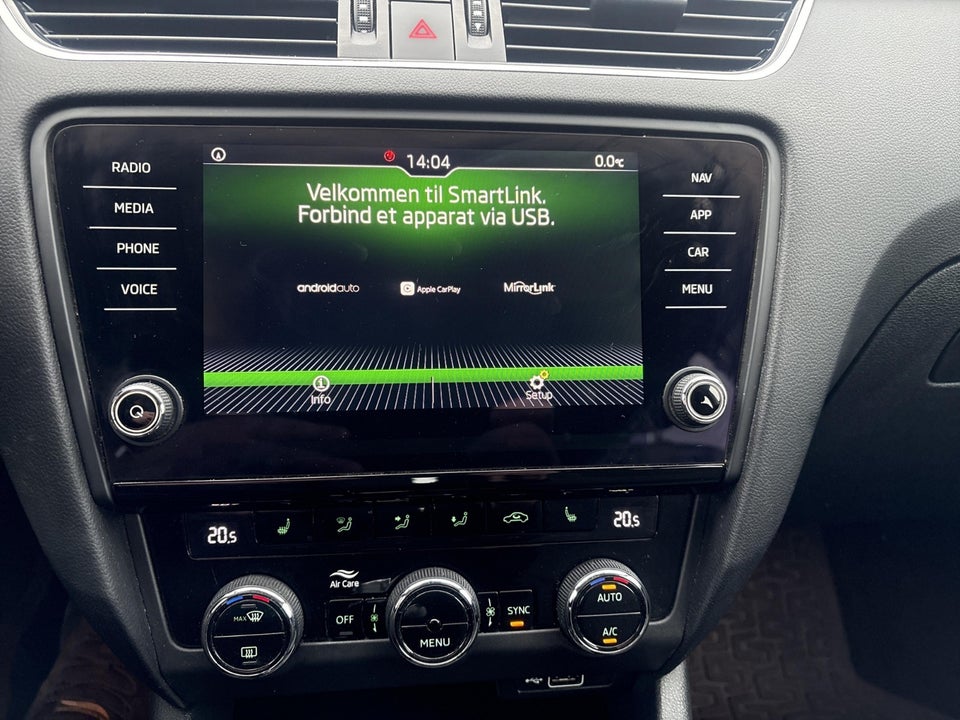 14:04
0.0°C
RADIO
MEDIA
PHONE
VOICE
Velkommen til SmartLink.
Forbind et apparat via USB.
androidauto
Apple CarPlay
MirrorLink
Info
Setup
NAV
APP
CAR
MENU
20.5
20.5
Air Care
MAX
OFF
MENU
SYNC
AUTO
A/C